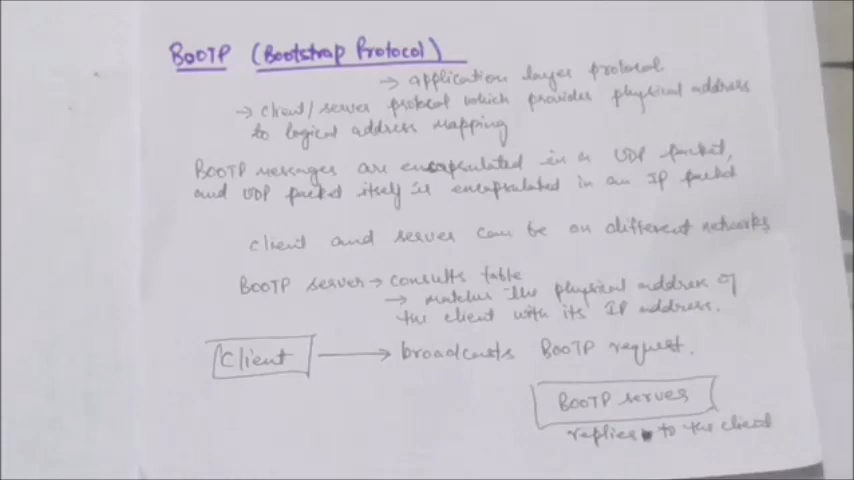 BOOTP (Bootstrap Protocol)
→ application layer protocol
→ client/server protocol which provides physical address
to logical address mapping
BOOTP messages are encapsulated in a UDP packet,
and UDP packet itself is encapsulated in an IP packet
client and server can be on different networks
BOOTP server → consults table
→ matches the physical address of
the client with its IP address.
Client → broadcasts BOOTP request.
BOOTP server
replies to the client